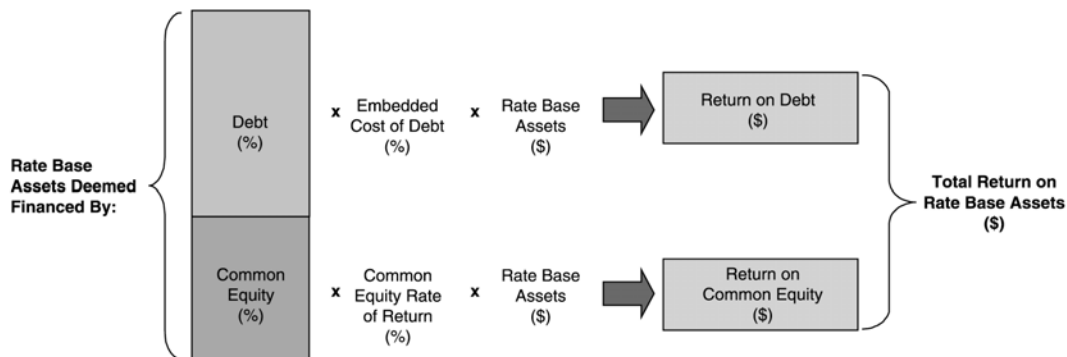 Rate Base
Assets Deemed
Financed By:
Debt
(%)
x
Embedded
Cost of Debt
(%)
x
Rate Base
Assets
($)
Return on Debt
($)
Common
Equity
(%)
x
Common
Equity Rate
of Return
(%)
x
Rate Base
Assets
($)
Return on
Common Equity
($)
Total Return on
Rate Base Assets
($)